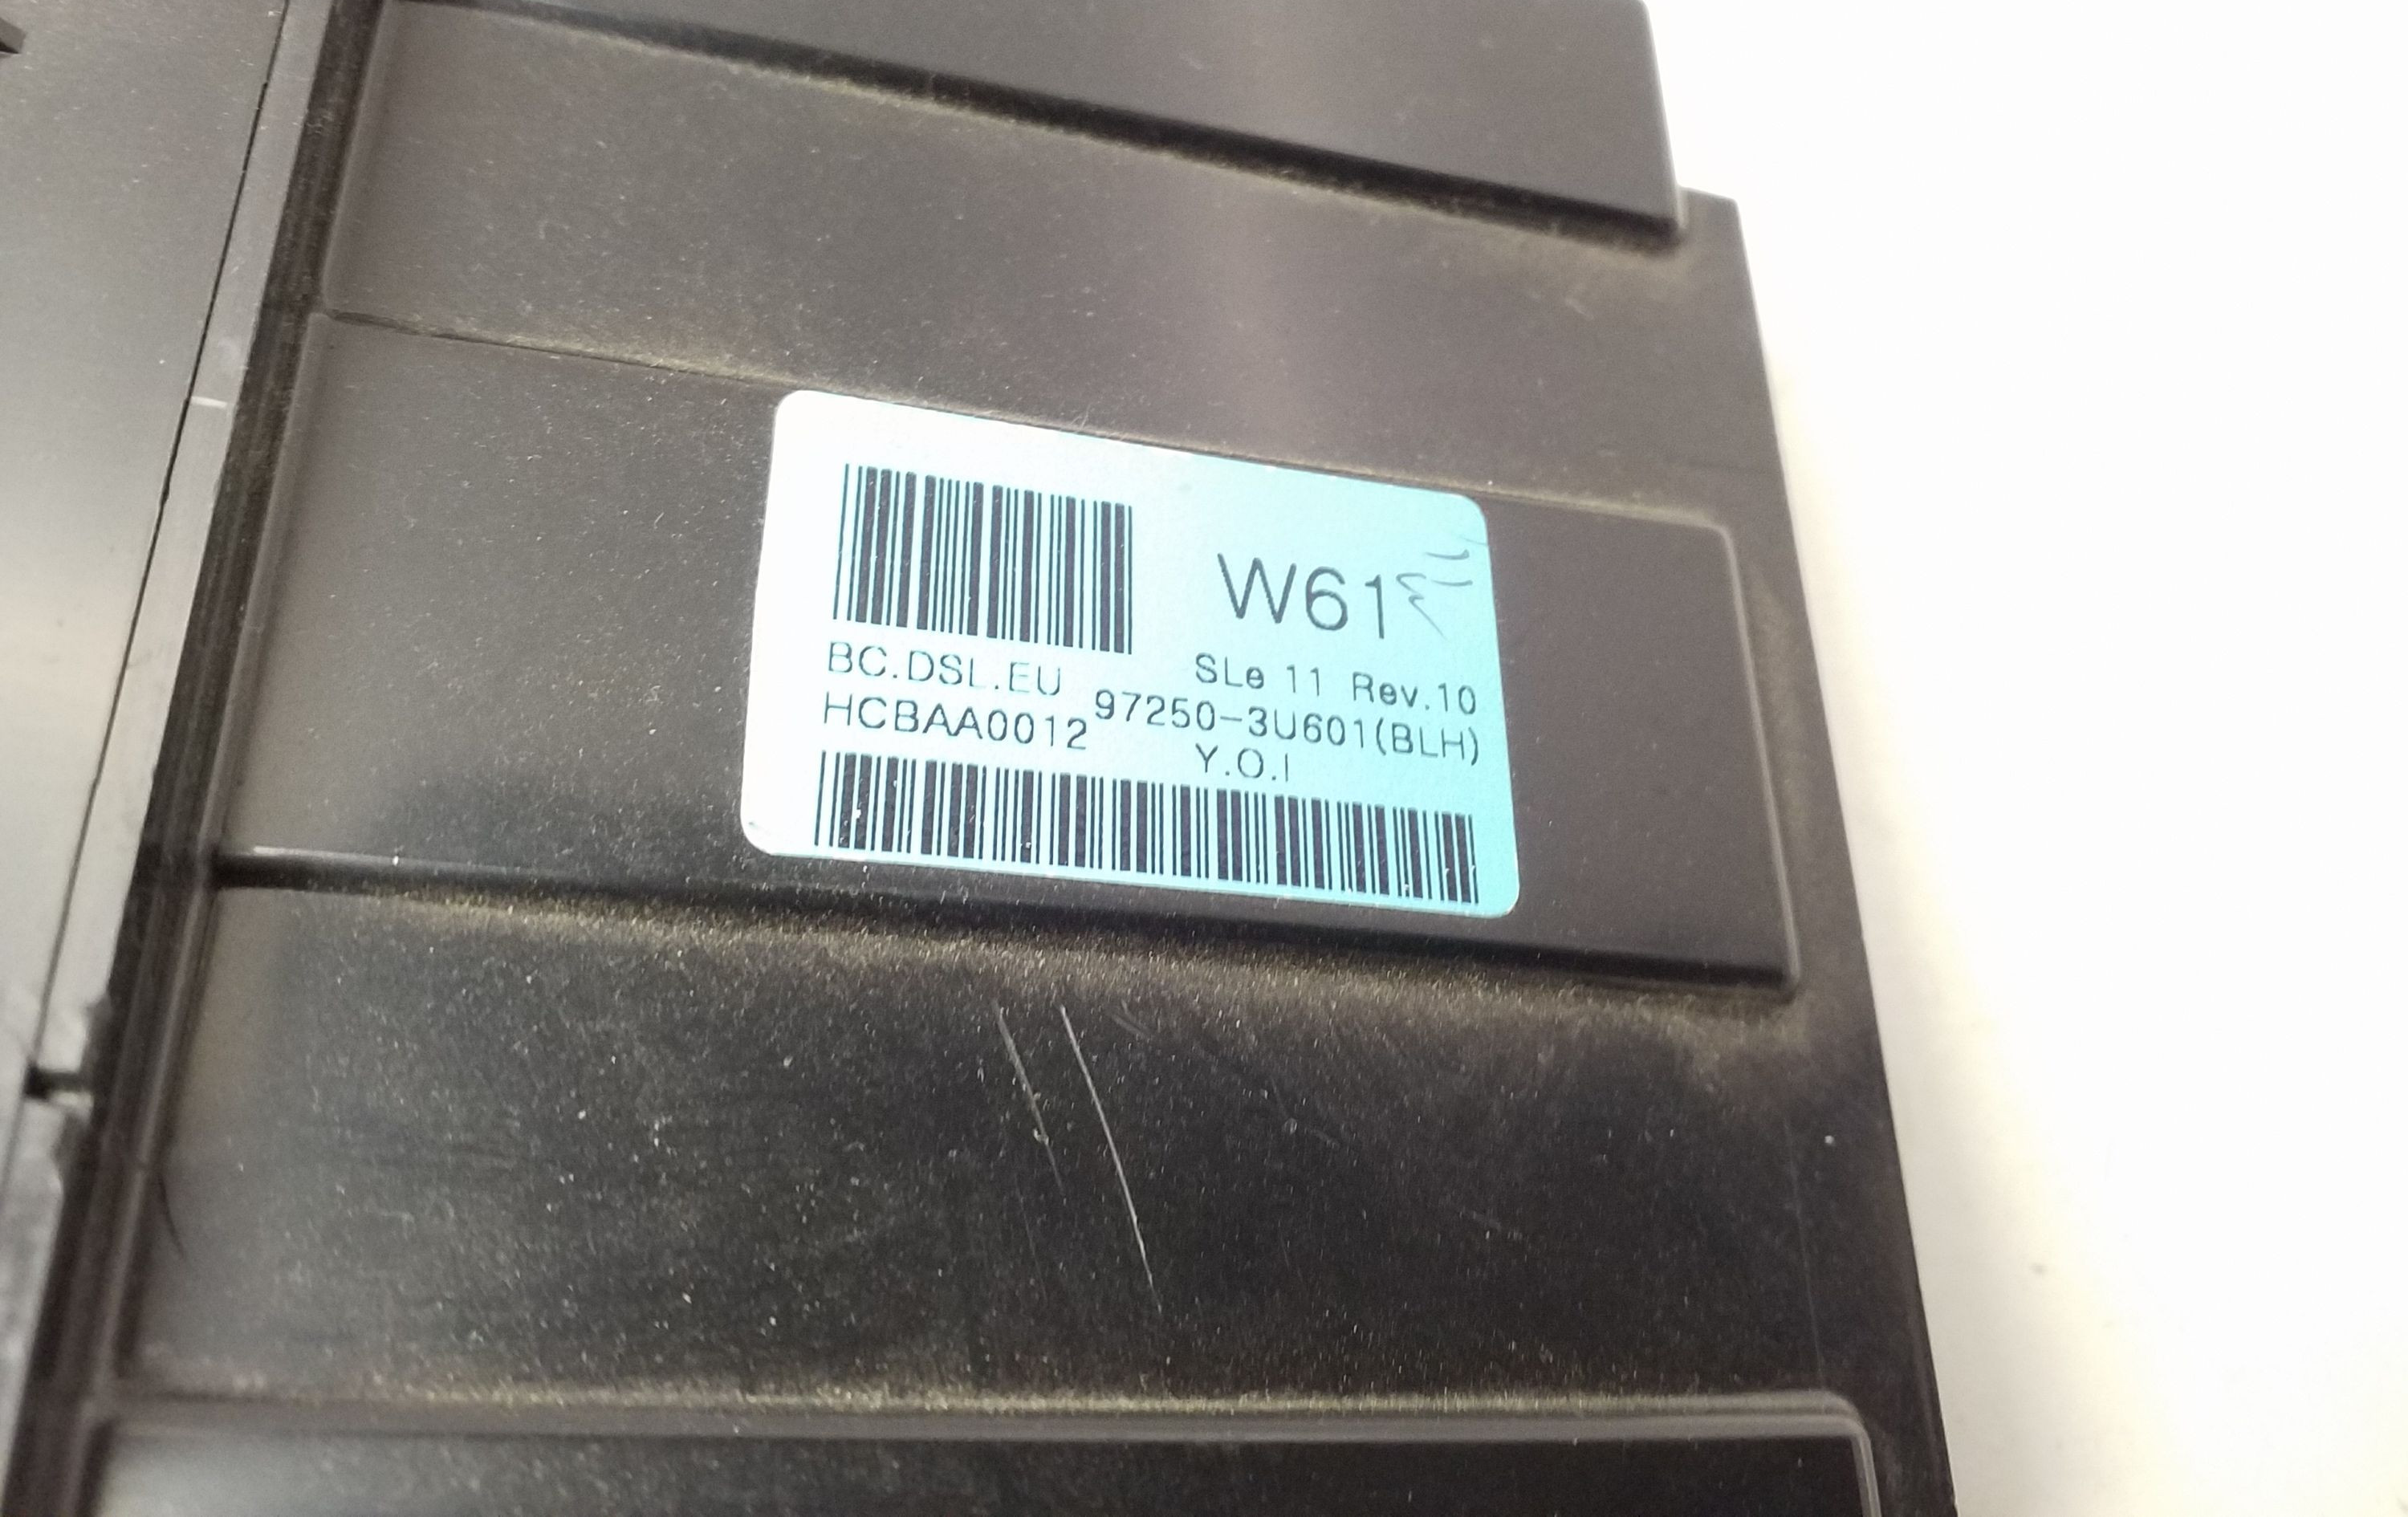 W61
BC.DSL.EU
SLe 11 Rev.10
HCBAA0012
97250-3U601(BLH)
Y.O.I